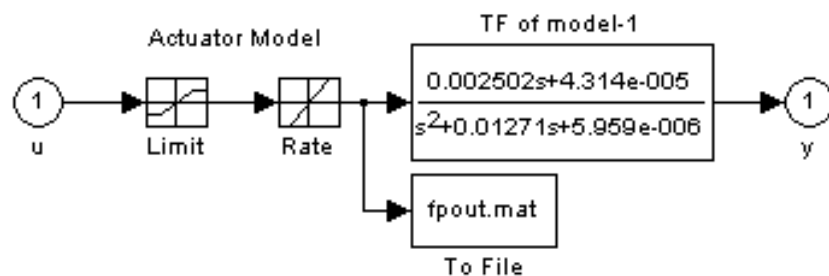 TF of model-1
Actuator Model
1
u
Limit
Rate
0.002502s+4.314e-005
s²+0.01271s+5.959e-006
1
y
fpout.mat
To File